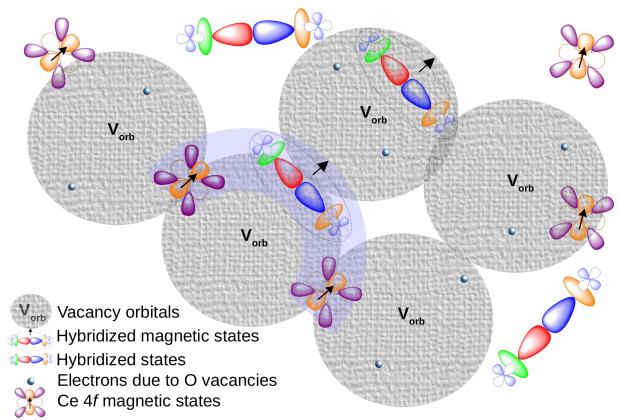 Vorb
Vorb
Vorb
Vorb
Vorb
Vorb Vacancy orbitals
Hybridized magnetic states
Hybridized states
Electrons due to O vacancies
Ce 4f magnetic states